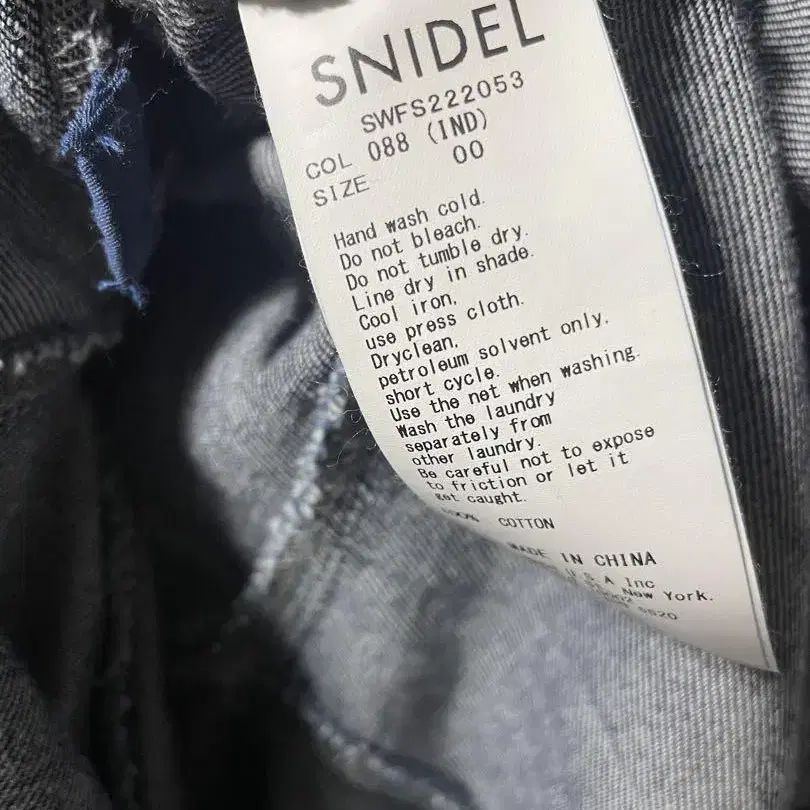 SNIDEL
SWFS222053
COL 088 (IND)
SIZE 00
Hand wash cold.
Do not bleach.
Do not tumble dry.
Line dry in shade.
Cool iron,
use press cloth.
Dryclean,
petroleum solvent only,
short cycle.
Use the net when washing.
Wash the laundry
separately from
other laundry.
Be careful not to expose
to friction or let it
get caught.
100% COTTON
MADE IN CHINA
U.S.A Inc
New York.